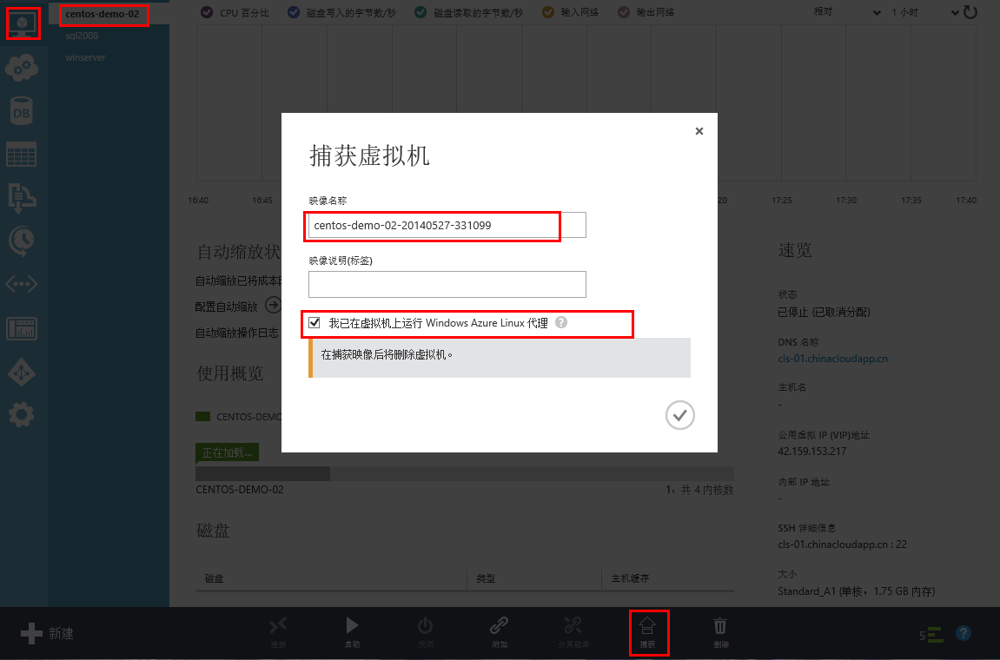 centos-demo-02
sql2008
winserver
DB
CPU 百分比
磁盘写入的字节数/秒
磁盘读取的字节数/秒
输入网络
输出网络
相对
1 小时
16:40
16:45
20
17:25
17:30
17:35
17:40
捕获虚拟机
映像名称
centos-demo-02-20140527-331099
映像说明(标签)
我已在虚拟机上运行 Windows Azure Linux 代理
在捕获映像后将删除虚拟机。
自动缩放状
自动缩放已将成本
配置自动缩放
自动缩放操作日志
使用概览
CENTOS-DEMO
正在加载...
CENTOS-DEMO-02
1，共 4 内核数
磁盘
磁盘
类型
主机缓存
速览
状态
已停止 (已取消分配)
DNS 名称
cls-01.chinacloudapp.cn
主机名
-
公用虚拟 IP (VIP)地址
42.159.153.217
内部 IP 地址
-
SSH 详细信息
cls-01.chinacloudapp.cn : 22
大小
Standard_A1 (单核，1.75 GB 内存)
新建
连接
启动
关闭
附加
分离磁盘
捕获
删除
5
?